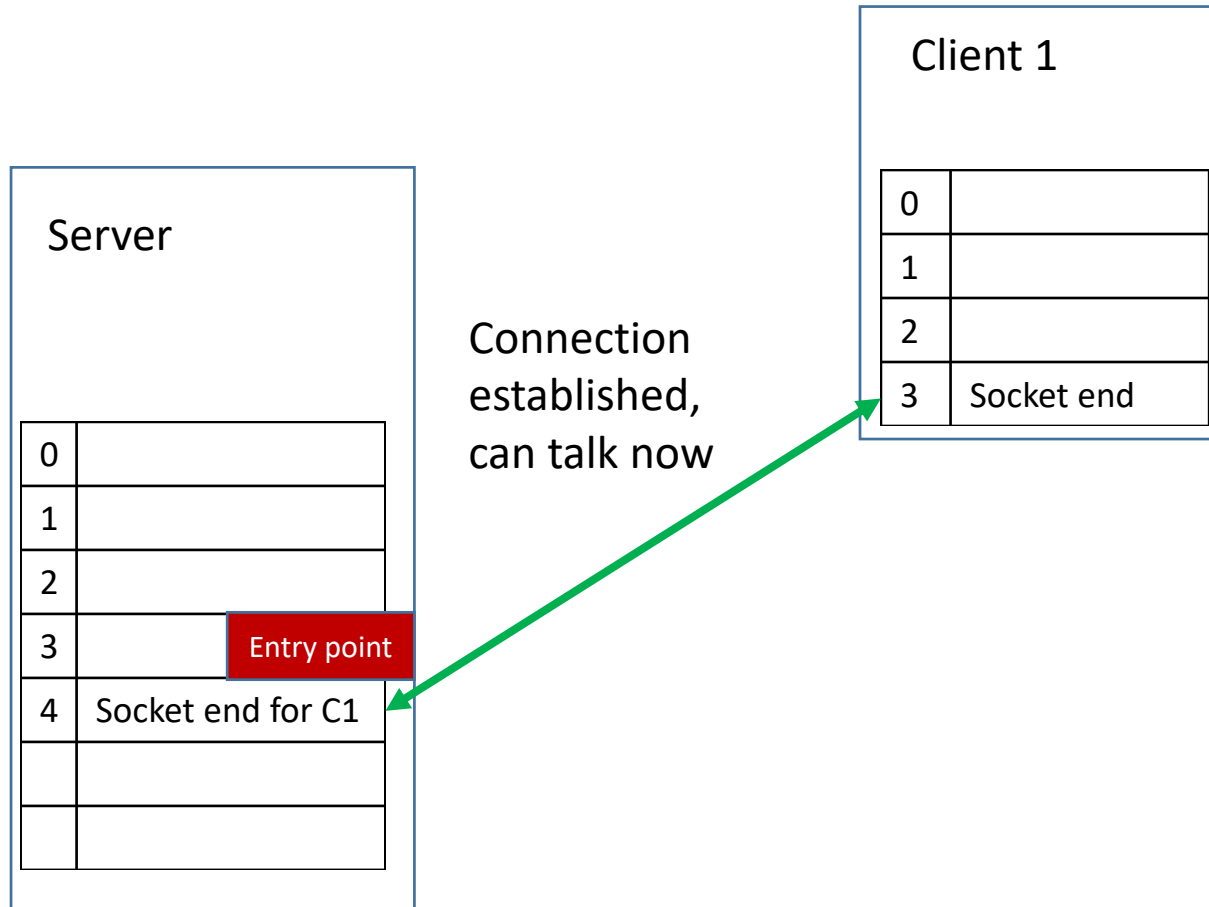 Client 1
0
1
2
3 Socket end
Server
Connection
established,
can talk now
0
1
2
3 Entry point
4 Socket end for C1